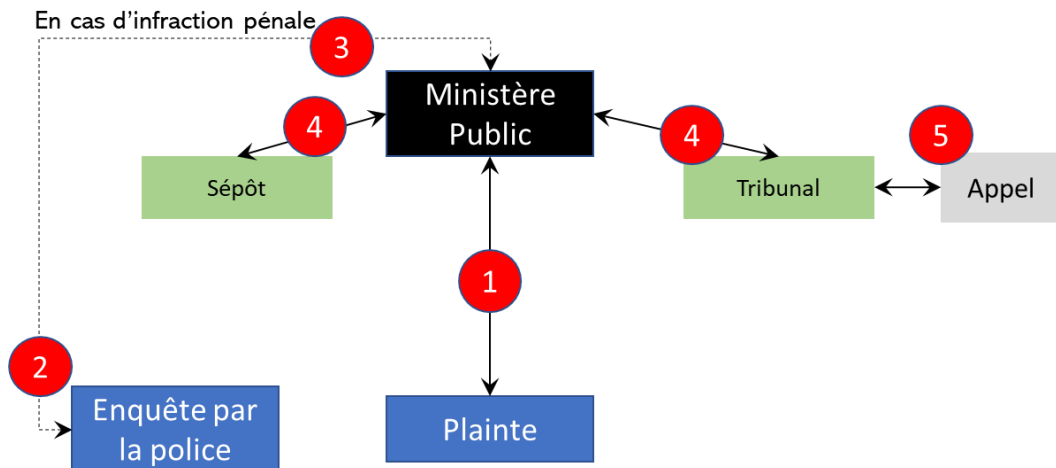 En cas d’infraction pénale
3
Ministère
Public
4
4
5
Sépôt
Tribunal
Appel
1
2
Enquête par
la police
Plainte